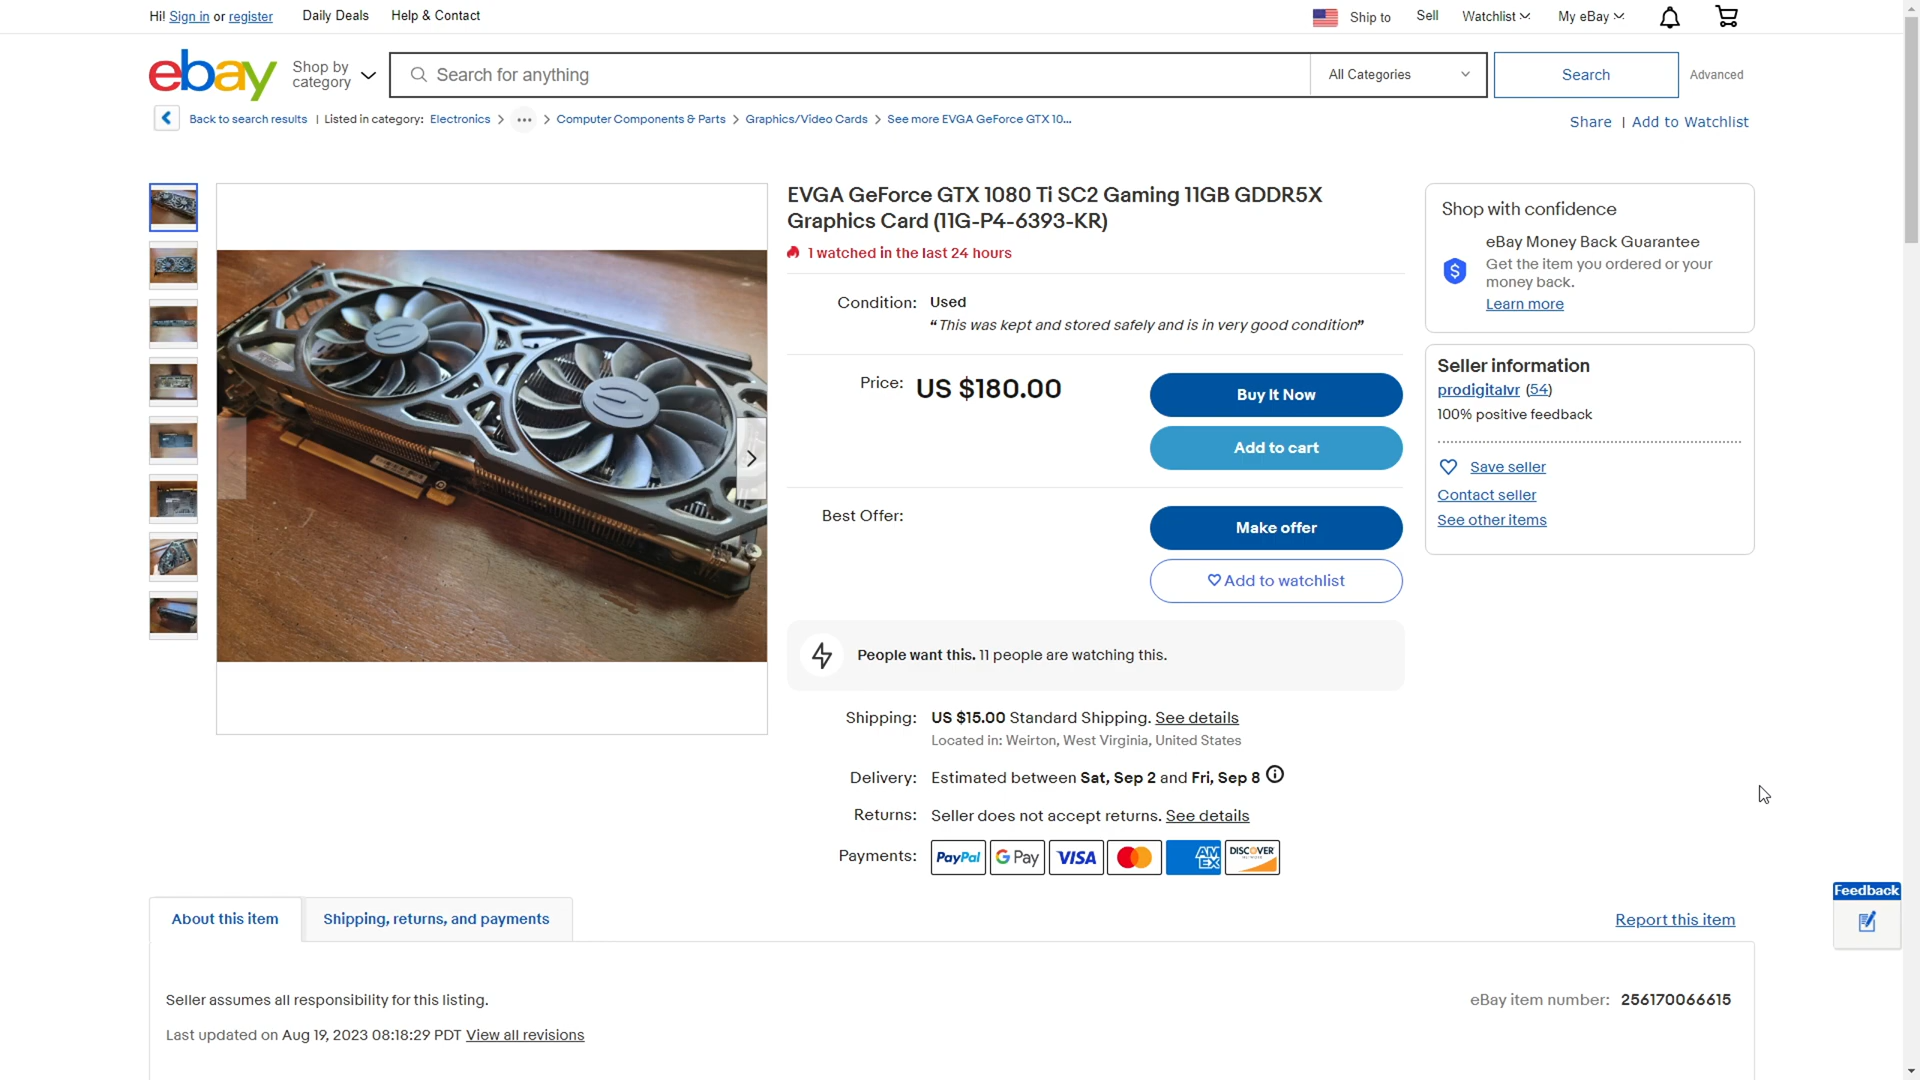 Hi! Sign in or register
Daily Deals
Help & Contact
Ship to
Sell
Watchlist
My eBay
ebay
Shop by category
Search for anything
All Categories
Search
Advanced
Back to search results | Listed in category: Electronics > ... > Computer Components & Parts > Graphics/Video Cards > See more EVGA GeForce GTX 10...
Share | Add to Watchlist
EVGA GeForce GTX 1080 Ti SC2 Gaming 11GB GDDR5X
Graphics Card (11G-P4-6393-KR)
1 watched in the last 24 hours
Condition: Used
“This was kept and stored safely and is in very good condition”
Price: US $180.00
Buy It Now
Add to cart
Best Offer:
Make offer
Add to watchlist
People want this. 11 people are watching this.
Shipping: US $15.00 Standard Shipping. See details
Located in: Weirton, West Virginia, United States
Delivery: Estimated between Sat, Sep 2 and Fri, Sep 8
Returns: Seller does not accept returns. See details
Payments: PayPal G Pay VISA AMEX DISCOVER
Shop with confidence
eBay Money Back Guarantee
Get the item you ordered or your
money back.
Learn more
Seller information
prodigitalvr (54)
100% positive feedback
Save seller
Contact seller
See other items
Feedback
About this item
Shipping, returns, and payments
Report this item
Seller assumes all responsibility for this listing.
eBay item number: 256170066615
Last updated on Aug 19, 2023 08:18:29 PDT View all revisions